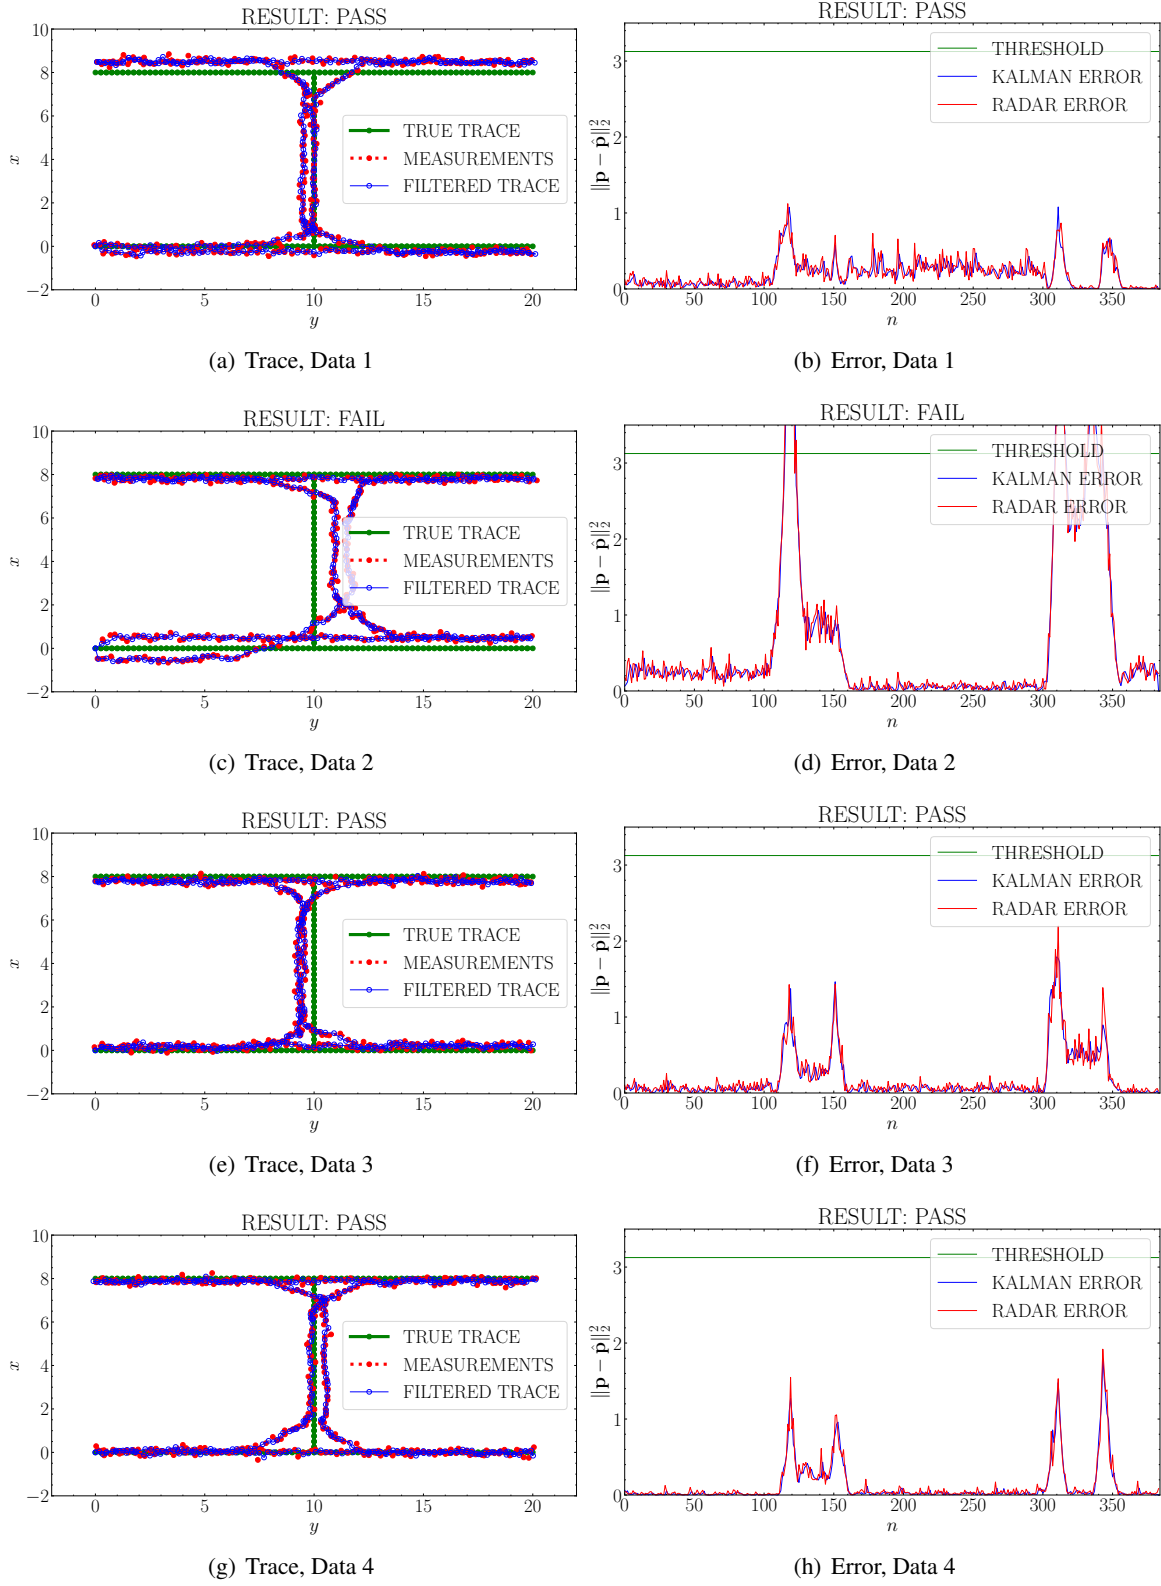 RESULT: PASS
10
8
6
4
2
0
−2
x
TRUE TRACE
MEASUREMENTS
FILTERED TRACE
0 5 10 15 20
y
(a) Trace, Data 1
RESULT: PASS
3
2
1
0
||p − p̂||₂²
THRESHOLD
KALMAN ERROR
RADAR ERROR
0 50 100 150 200 250 300 350
n
(b) Error, Data 1
RESULT: FAIL
10
8
6
4
2
0
−2
x
TRUE TRACE
MEASUREMENTS
FILTERED TRACE
0 5 10 15 20
y
(c) Trace, Data 2
RESULT: FAIL
3
2
1
0
||p − p̂||₂²
THRESHOLD
KALMAN ERROR
RADAR ERROR
0 50 100 150 200 250 300 350
n
(d) Error, Data 2
RESULT: PASS
10
8
6
4
2
0
−2
x
TRUE TRACE
MEASUREMENTS
FILTERED TRACE
0 5 10 15 20
y
(e) Trace, Data 3
RESULT: PASS
3
2
1
0
||p − p̂||₂²
THRESHOLD
KALMAN ERROR
RADAR ERROR
0 50 100 150 200 250 300 350
n
(f) Error, Data 3
RESULT: PASS
10
8
6
4
2
0
−2
x
TRUE TRACE
MEASUREMENTS
FILTERED TRACE
0 5 10 15 20
y
(g) Trace, Data 4
RESULT: PASS
3
2
1
0
||p − p̂||₂²
THRESHOLD
KALMAN ERROR
RADAR ERROR
0 50 100 150 200 250 300 350
n
(h) Error, Data 4